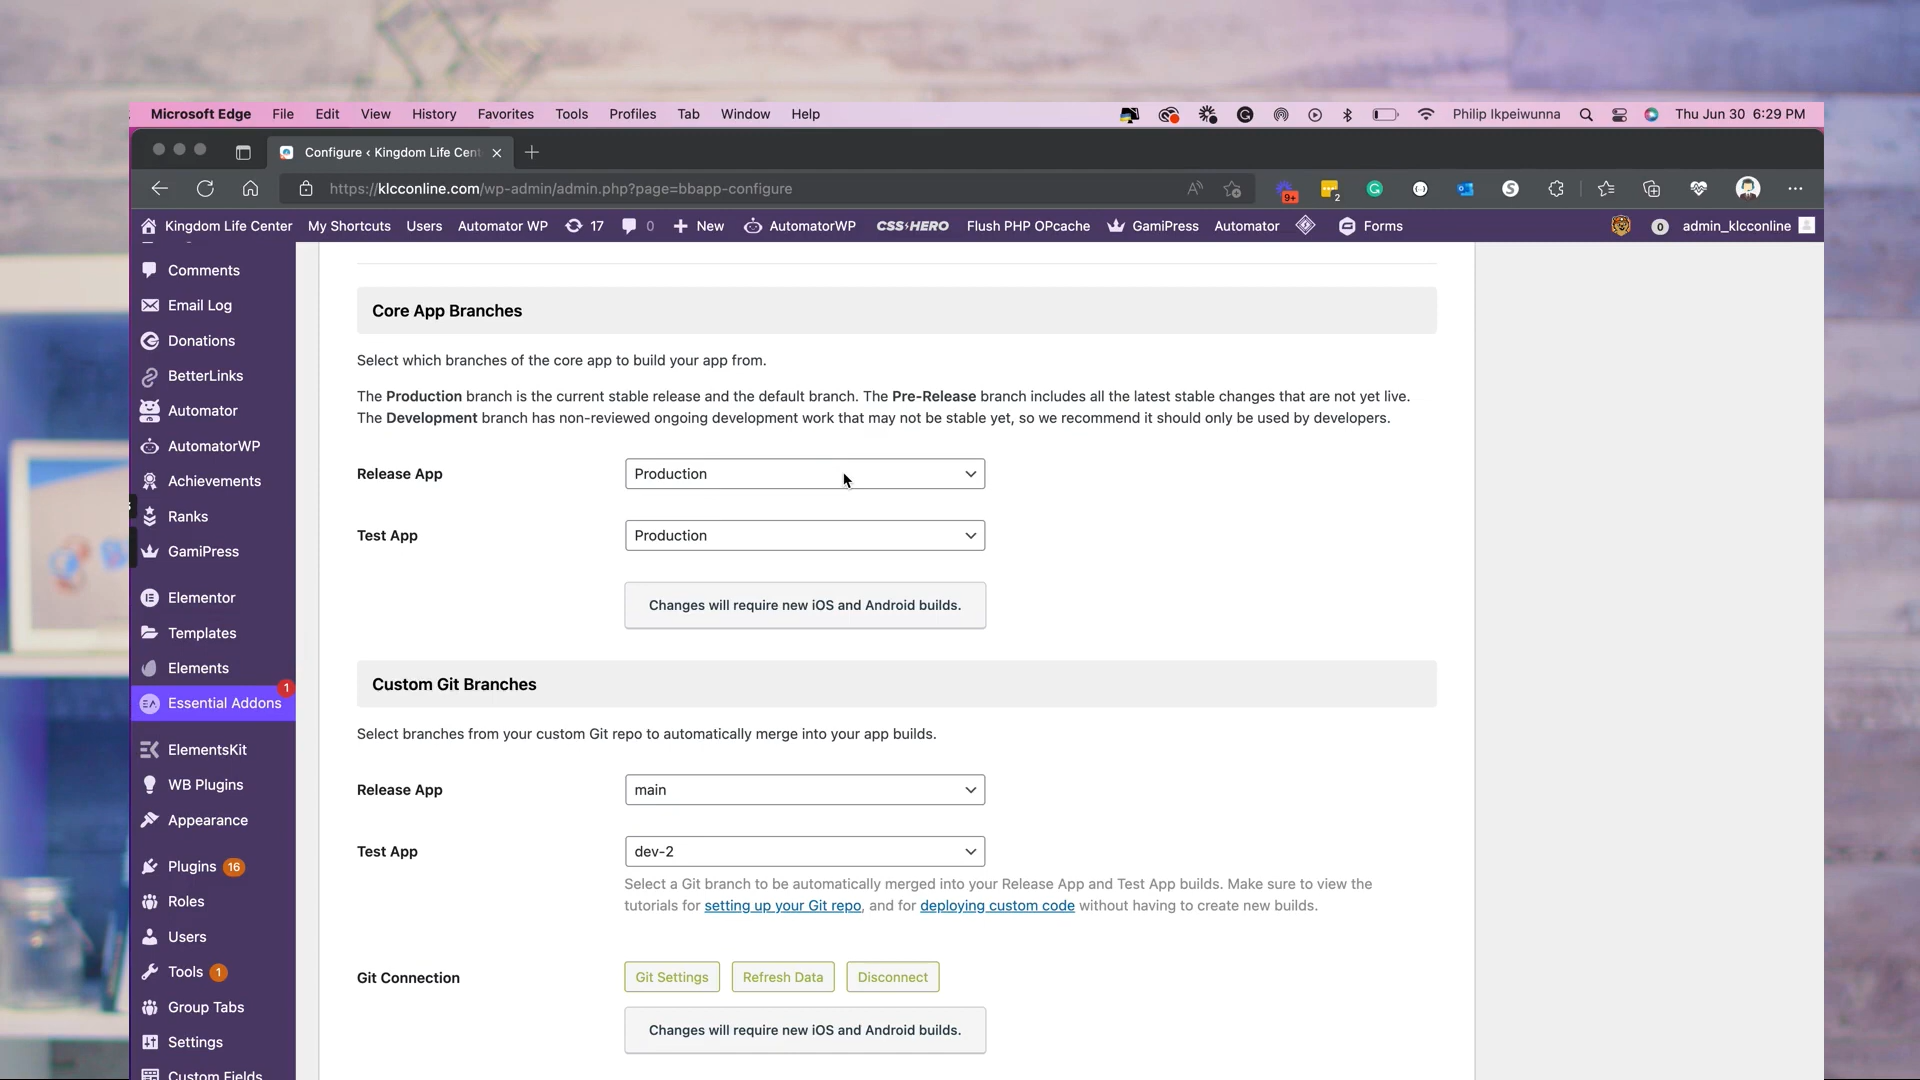 Microsoft Edge File Edit View History Favorites Tools Profiles Tab Window Help Philip Ikpeiwunna Thu Jun 30 6:29 PM
Configure ‹ Kingdom Life Cent
https://klcconline.com/wp-admin/admin.php?page=bbapp-configure 9+ 2
Kingdom Life Center My Shortcuts Users Automator WP 17 0 New AutomatorWP CSS HERO Flush PHP OPcache GamiPress Automator Forms 0 admin_klcconline
Comments
Email Log
Donations
BetterLinks
Automator
AutomatorWP
Achievements
Ranks
GamiPress
Elementor
Templates
Elements
Essential Addons 1
ElementsKit
WB Plugins
Appearance
Plugins 16
Roles
Users
Tools 1
Group Tabs
Settings
Custom Fields
Core App Branches
Select which branches of the core app to build your app from.
The Production branch is the current stable release and the default branch. The Pre-Release branch includes all the latest stable changes that are not yet live.
The Development branch has non-reviewed ongoing development work that may not be stable yet, so we recommend it should only be used by developers.
Release App Production
Test App Production
Changes will require new iOS and Android builds.
Custom Git Branches
Select branches from your custom Git repo to automatically merge into your app builds.
Release App main
Test App dev-2
Select a Git branch to be automatically merged into your Release App and Test App builds. Make sure to view the
tutorials for setting up your Git repo, and for deploying custom code without having to create new builds.
Git Connection Git Settings Refresh Data Disconnect
Changes will require new iOS and Android builds.